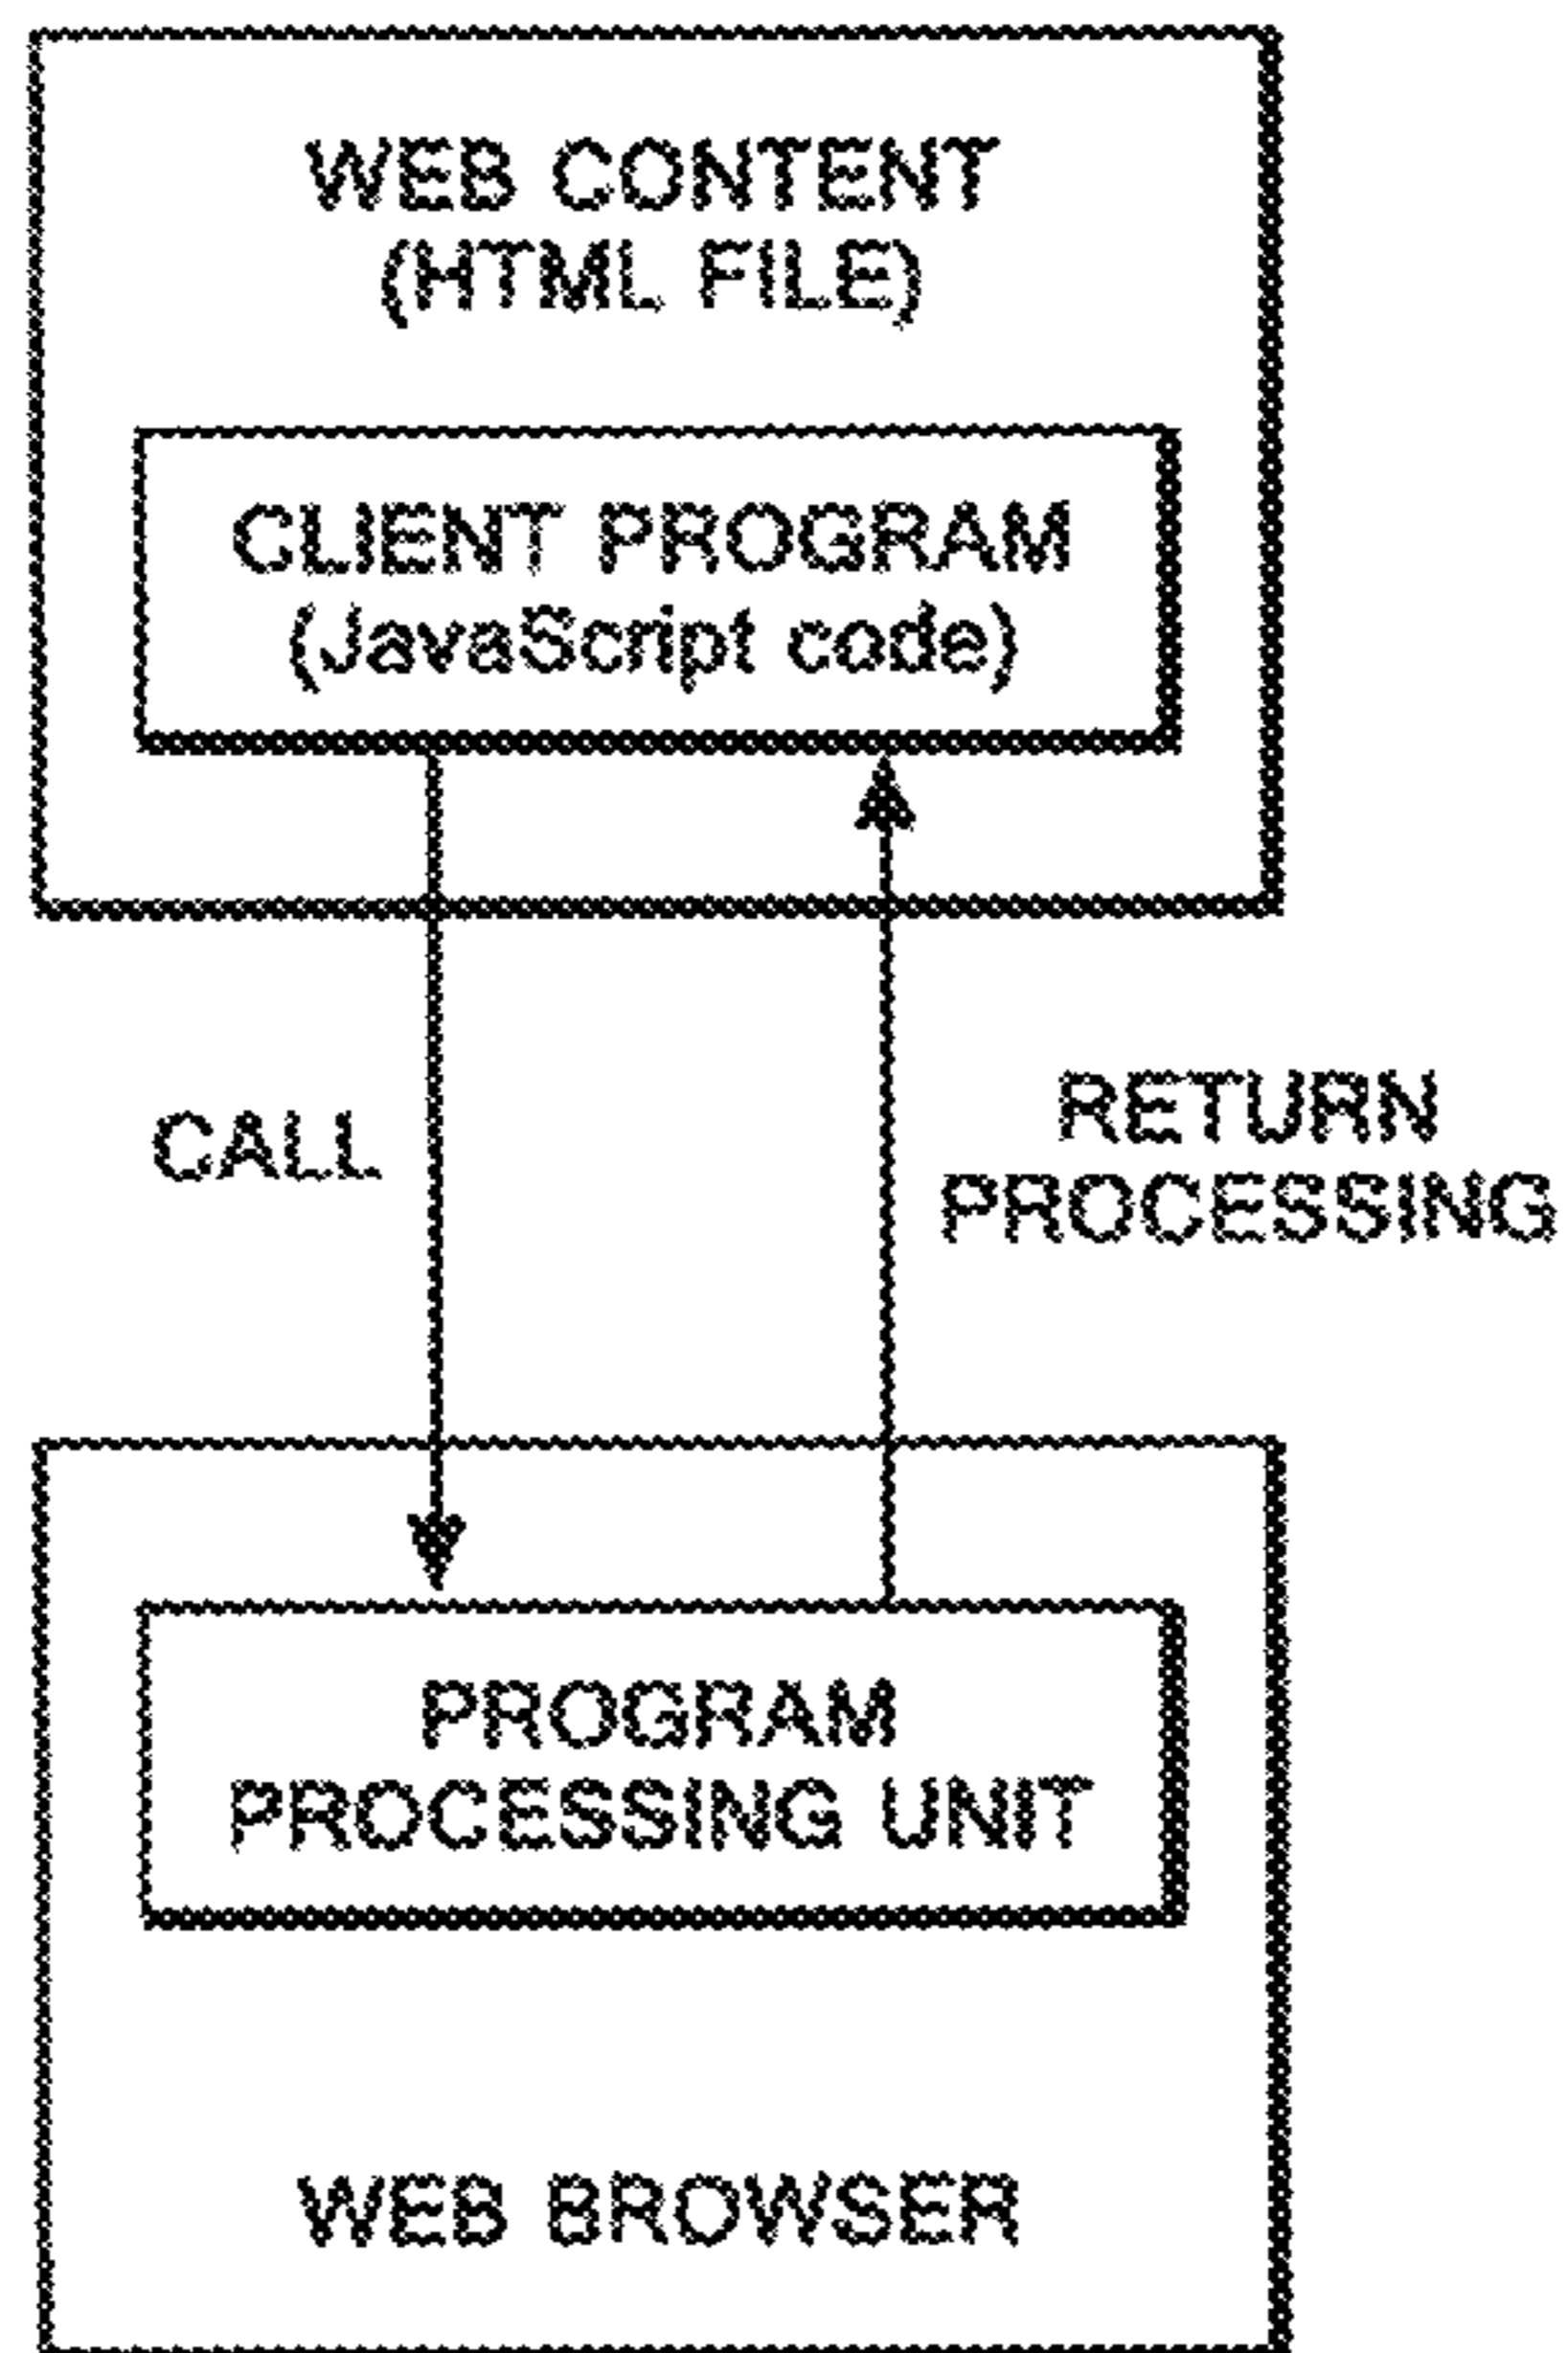 WEB CONTENT
(HTML FILE)
CLIENT PROGRAM
(JavaScript code)
CALL
RETURN
PROCESSING
PROGRAM
PROCESSING UNIT
WEB BROWSER